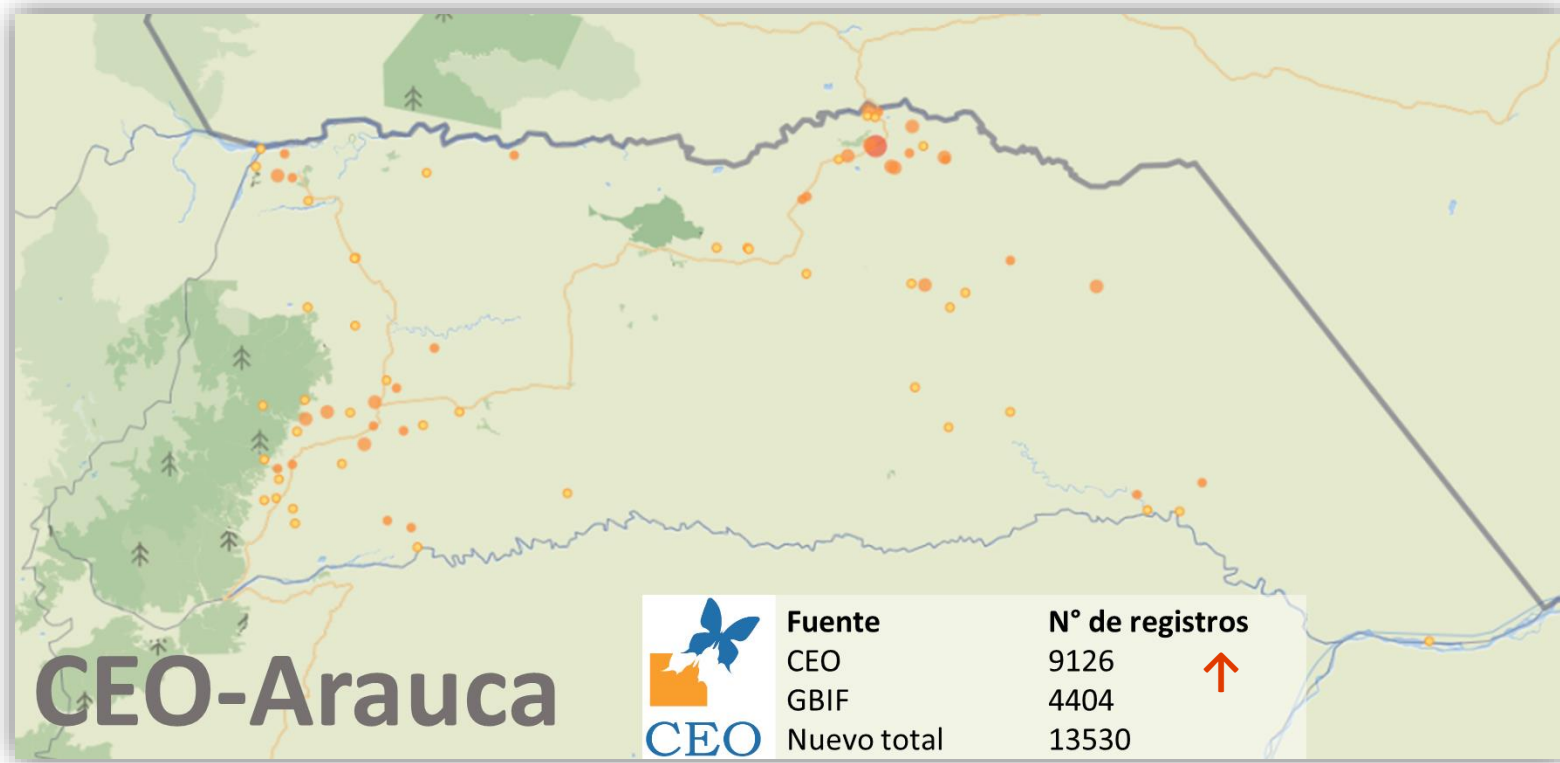 CEO-Arauca
CEO
Fuente N° de registros
CEO 9126
GBIF 4404
Nuevo total 13530